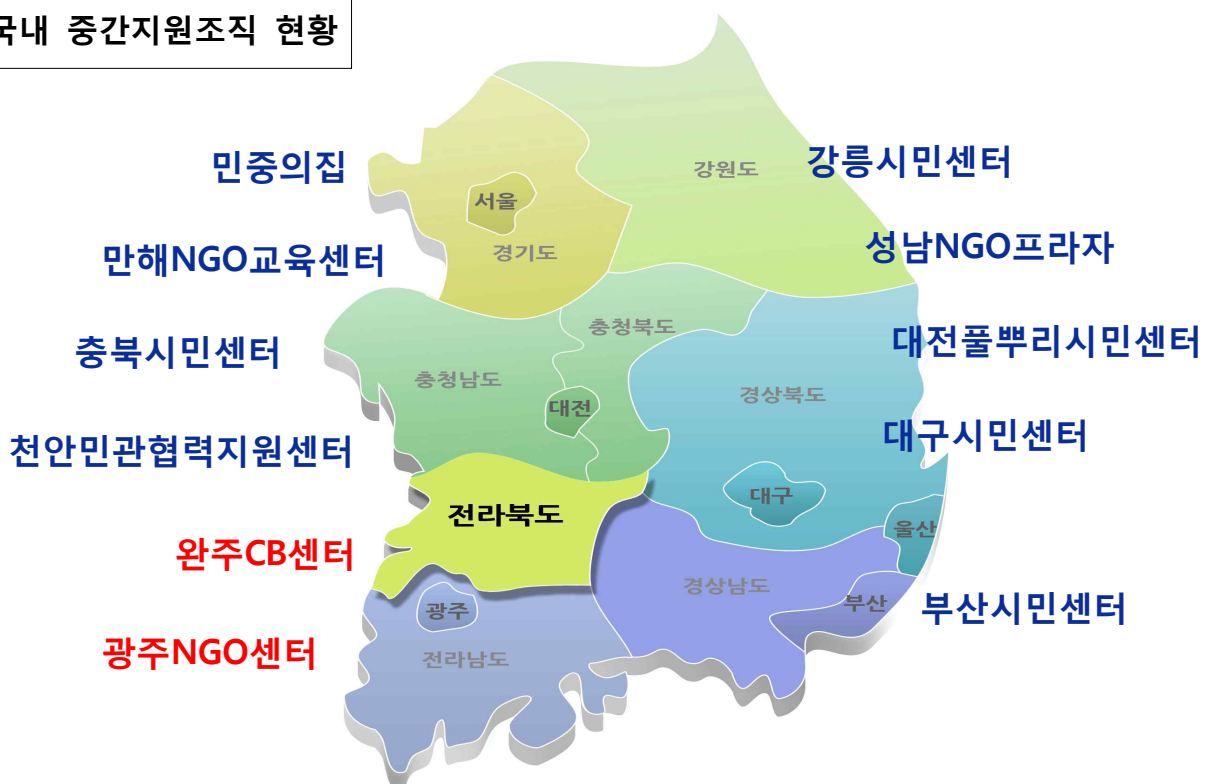 국내 중간지원조직 현황
민중의집
강원도
강릉시민센터
서울
경기도
만해NGO교육센터
성남NGO프라자
충청북도
충북시민센터
대전풀뿌리시민센터
충청남도
경상북도
대전
대구시민센터
천안민관협력지원센터
대구
전라북도
울산
완주CB센터
경상남도
광주
부산
부산시민센터
광주NGO센터
전라남도